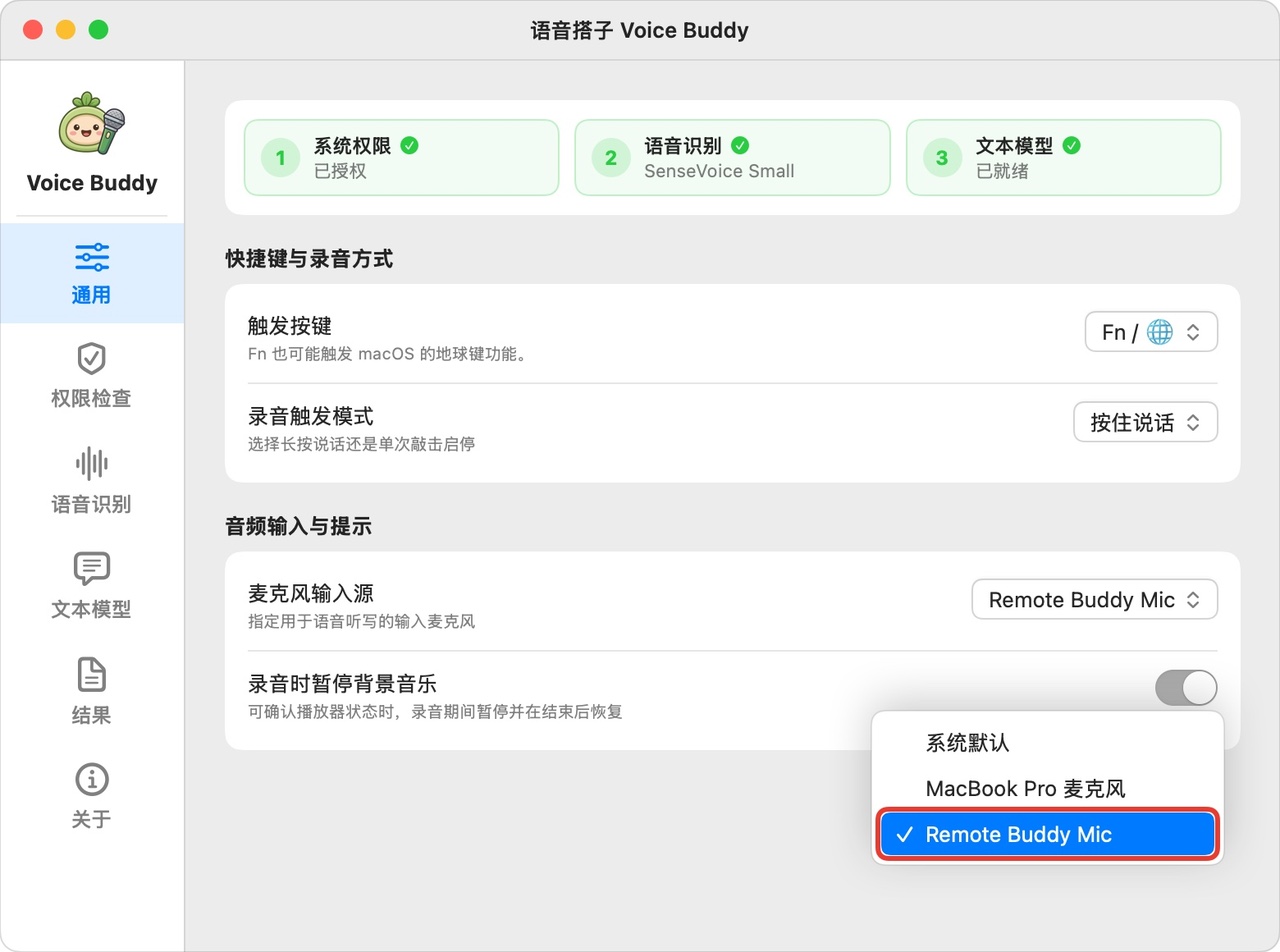 语音搭子 Voice Buddy
Voice Buddy
通用
权限检查
语音识别
文本模型
结果
关于
1
系统权限
已授权
2
语音识别
SenseVoice Small
3
文本模型
已就绪
快捷键与录音方式
触发按键
Fn 也可能触发 macOS 的地球键功能。
Fn /
录音触发模式
选择长按说话还是单次敲击启停
按住说话
音频输入与提示
麦克风输入源
指定用于语音听写的输入麦克风
Remote Buddy Mic
录音时暂停背景音乐
可确认播放器状态时，录音期间暂停并在结束后恢复
系统默认
MacBook Pro 麦克风
Remote Buddy Mic